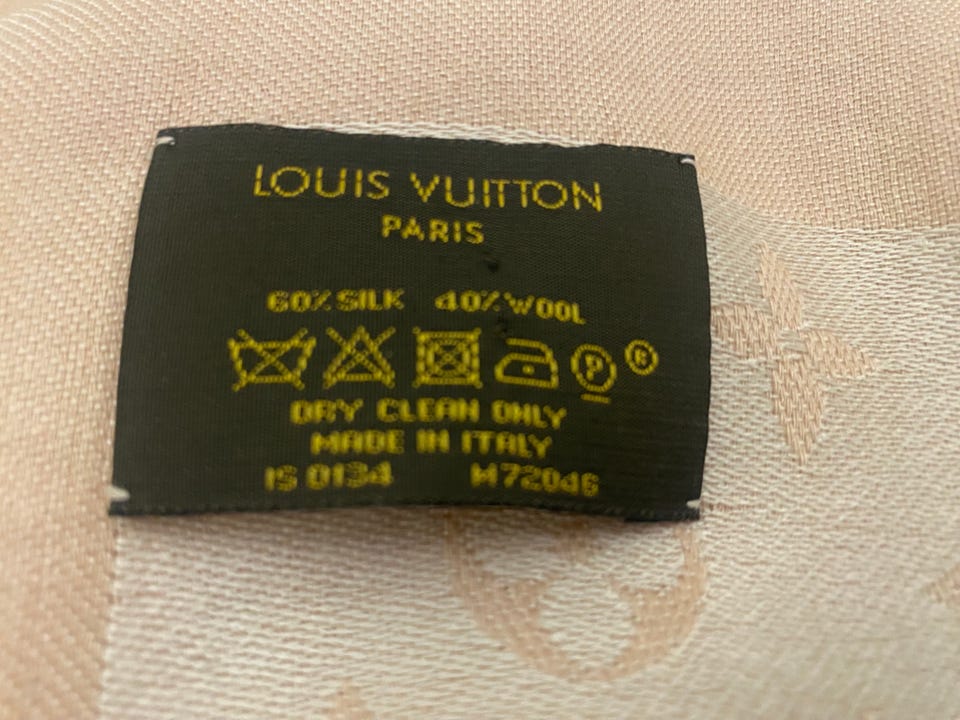 LOUIS VUITTON
PARIS
60% SILK 40% WOOL
P ®
DRY CLEAN ONLY
MADE IN ITALY
IS 0134 M72046